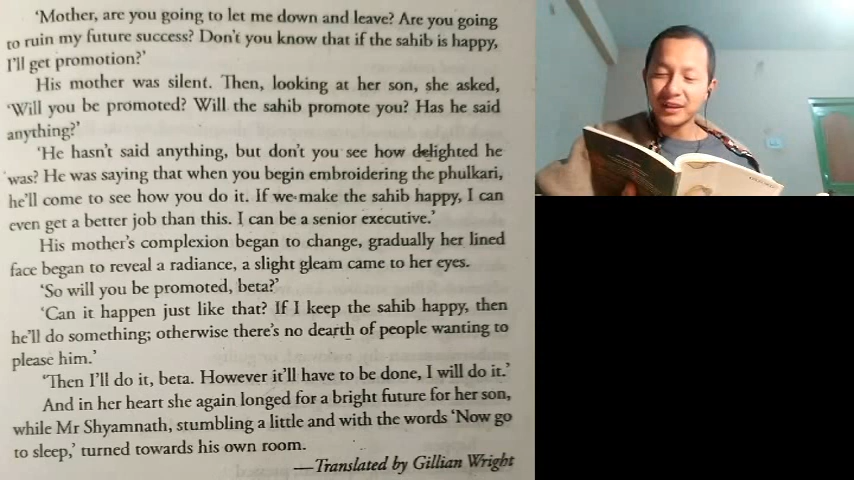 ‘Mother, are you going to let me down and leave? Are you going
to ruin my future success? Don't you know that if the sahib is happy,
I'll get promotion?’
His mother was silent. Then, looking at her son, she asked,
‘Will you be promoted? Will the sahib promote you? Has he said
anything?’
‘He hasn't said anything, but don't you see how delighted he
was? He was saying that when you begin embroidering the phulkari,
he'll come to see how you do it. If we make the sahib happy, I can
even get a better job than this. I can be a senior executive.’
His mother's complexion began to change, gradually her lined
face began to reveal a radiance, a slight gleam came to her eyes.
‘So will you be promoted, beta?’
‘Can it happen just like that? If I keep the sahib happy, then
he'll do something; otherwise there's no dearth of people wanting to
please him.’
‘Then I'll do it, beta. However it'll have to be done, I will do it.’
And in her heart she again longed for a bright future for her son,
while Mr Shyamnath, stumbling a little and with the words ‘Now go
to sleep,’ turned towards his own room.
—Translated by Gillian Wright